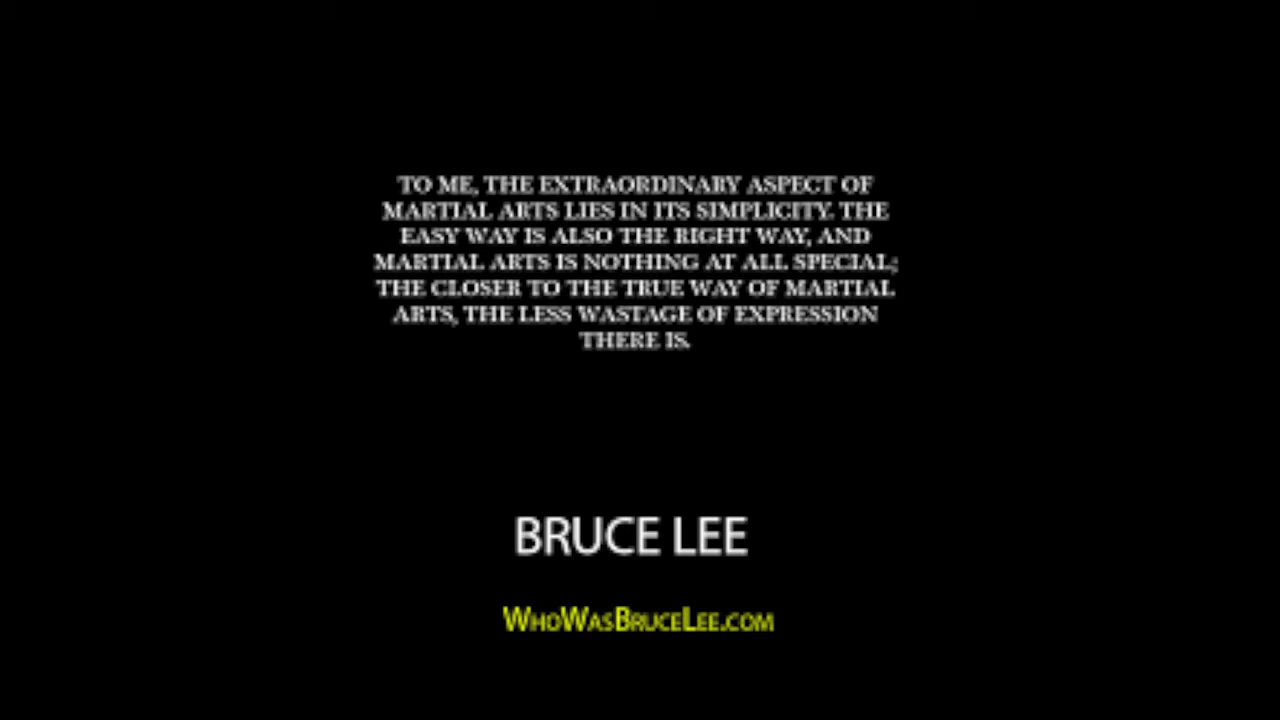 TO ME, THE EXTRAORDINARY ASPECT OF
MARTIAL ARTS LIES IN ITS SIMPLICITY. THE
EASY WAY IS ALSO THE RIGHT WAY, AND
MARTIAL ARTS IS NOTHING AT ALL SPECIAL;
THE CLOSER TO THE TRUE WAY OF MARTIAL
ARTS, THE LESS WASTAGE OF EXPRESSION
THERE IS.
BRUCE LEE
WHOWASBRUCELEE.COM